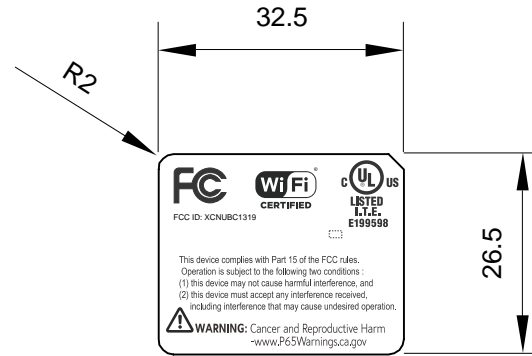 32.5
R2
26.5
FC
Wi Fi
®
CERTIFIED
C UL US
®
LISTED
I.T.E.
E199598
FCC ID: XCNUBC1319
This device complies with Part 15 of the FCC rules.
Operation is subject to the following two conditions :
(1) this device may not cause harmful interference, and
(2) this device must accept any interference received,
including interference that may cause undesired operation.
WARNING: Cancer and Reproductive Harm
-www.P65Warnings.ca.gov